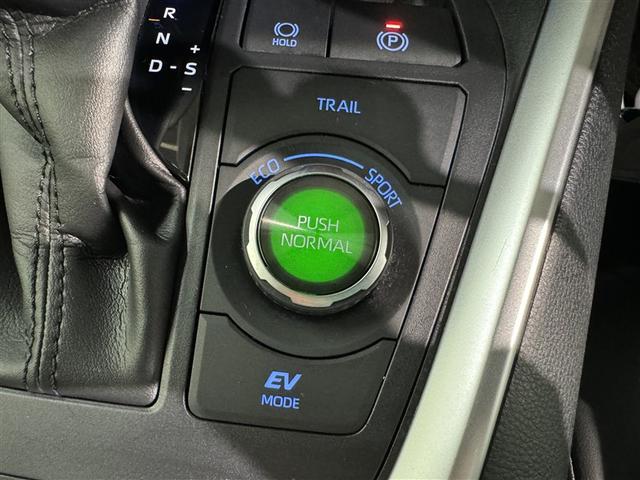 R
N
D - S
+
-
HOLD
P
TRAIL
ECO
SPORT
PUSH
NORMAL
EV
MODE